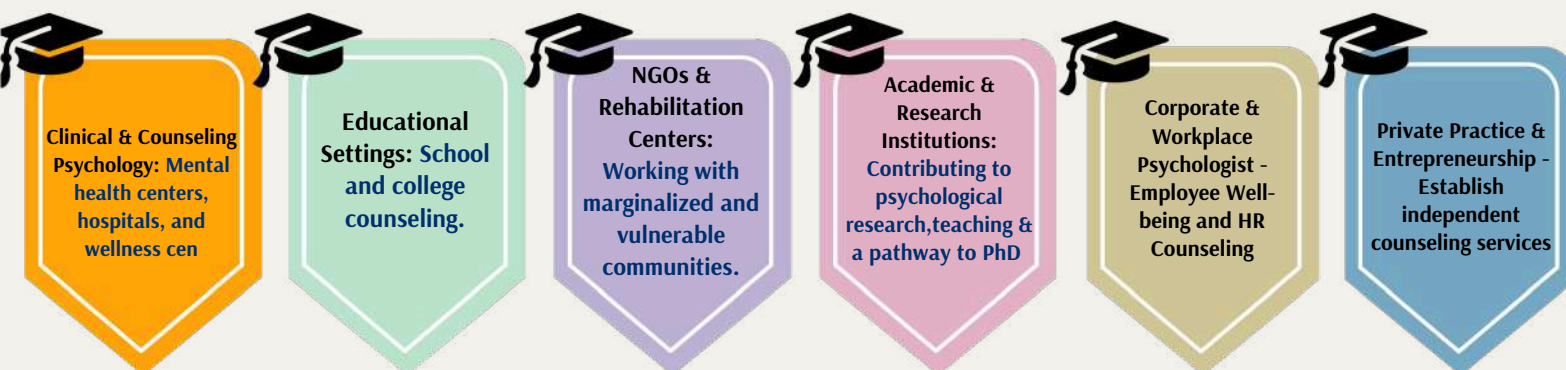 Clinical & Counseling
Psychology: Mental
health centers,
hospitals, and
wellness cen
Educational
Settings: School
and college
counseling.
NGOs &
Rehabilitation
Centers:
Working with
marginalized and
vulnerable
communities.
Academic &
Research
Institutions:
Contributing to
psychological
research,teaching &
a pathway to PhD
Corporate &
Workplace
Psychologist -
Employee Well-
being and HR
Counseling
Private Practice &
Entrepreneurship -
Establish
independent
counseling services